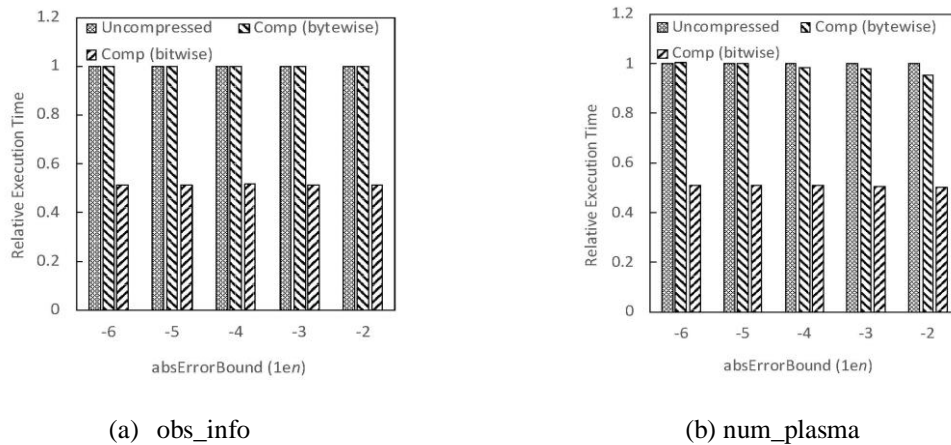 1.2
Uncompressed Comp (bytewise)
Comp (bitwise)
1
0.8
0.6
0.4
0.2
0
Relative Execution Time
-6 -5 -4 -3 -2
absErrorBound (1en)
(a) obs_info
1.2
Uncompressed Comp (bytewise)
Comp (bitwise)
1
0.8
0.6
0.4
0.2
0
Relative Execution Time
-6 -5 -4 -3 -2
absErrorBound (1en)
(b) num_plasma